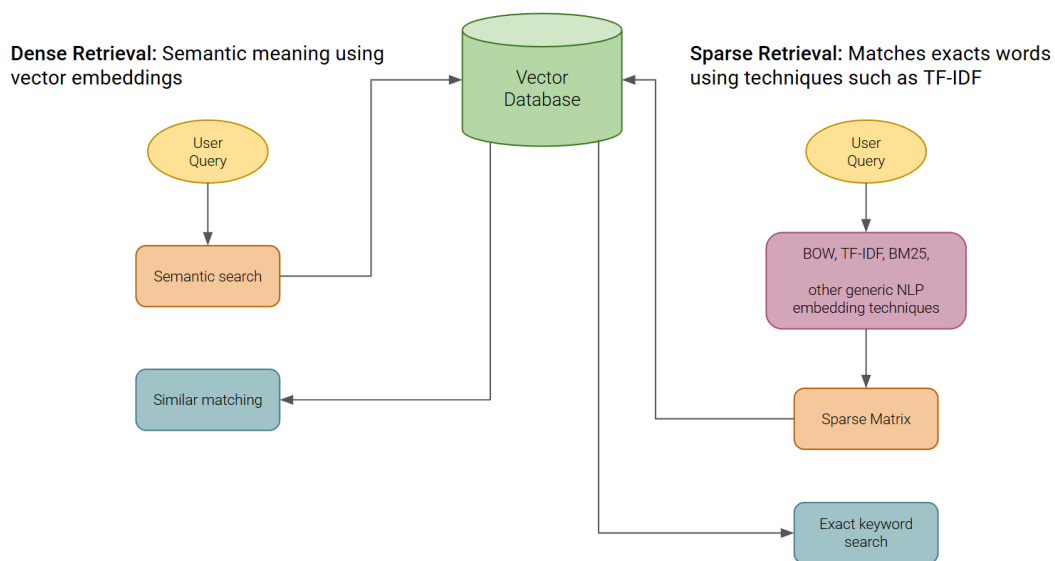 Dense Retrieval: Semantic meaning using
vector embeddings
User
Query
Semantic search
Similar matching
Vector
Database
Sparse Retrieval: Matches exacts words
using techniques such as TF-IDF
User
Query
BOW, TF-IDF, BM25,
other generic NLP
embedding techniques
Sparse Matrix
Exact keyword
search